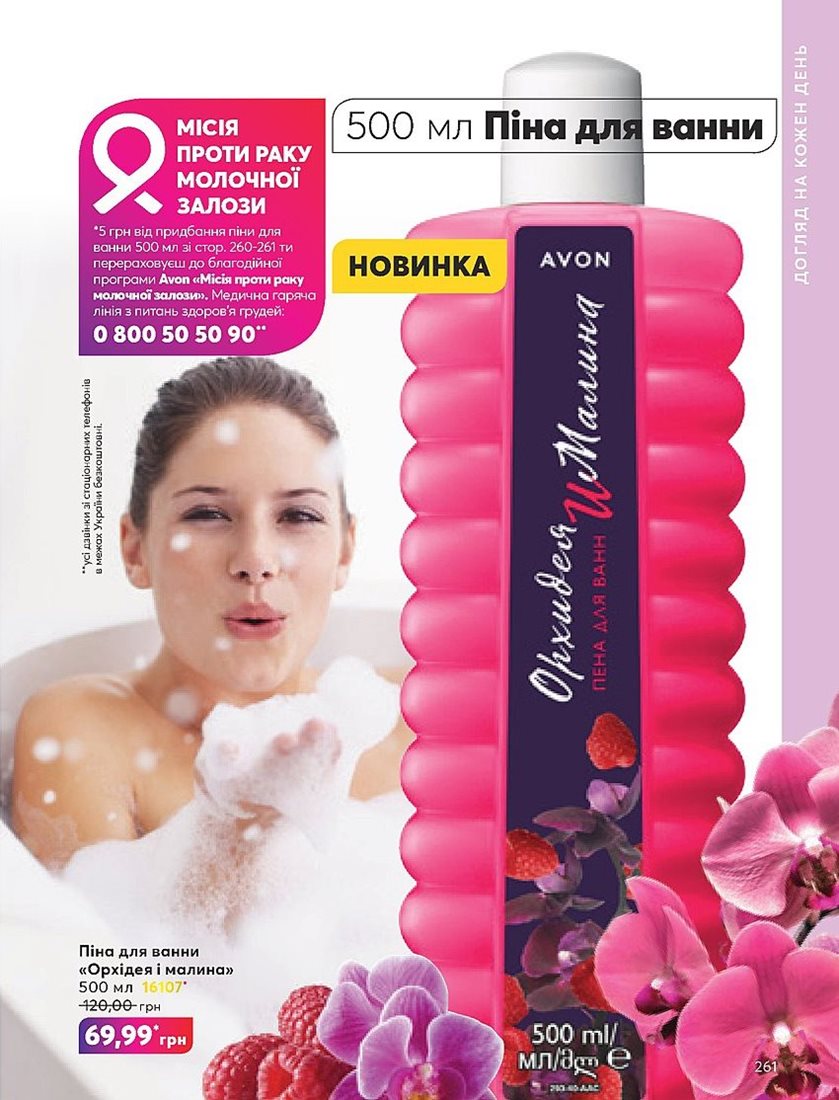 ДОГЛЯД НА КОЖЕН ДЕНЬ
500 мл Піна для ванни
МІСІЯ
ПРОТИ РАКУ
МОЛОЧНОЇ
ЗАЛОЗИ
*5 грн від придбання піни для
ванни 500 мл зі стор. 260-261 ти
перераховуєш до благодійної
програми Avon «Місія проти раку
молочної залози». Медична гаряча
лінія з питань здоров'я грудей:
0 800 50 50 90**
**усі дзвінки зі стаціонарних телефонів
в межах України безкоштовні.
НОВИНКА
AVON
Орхидея И Малина
ПЕНА ДЛЯ ВАНН
500 ml/
МЛ/
Піна для ванни
«Орхідея і малина»
500 мл 16107*
120,00 грн
69,99* грн
261